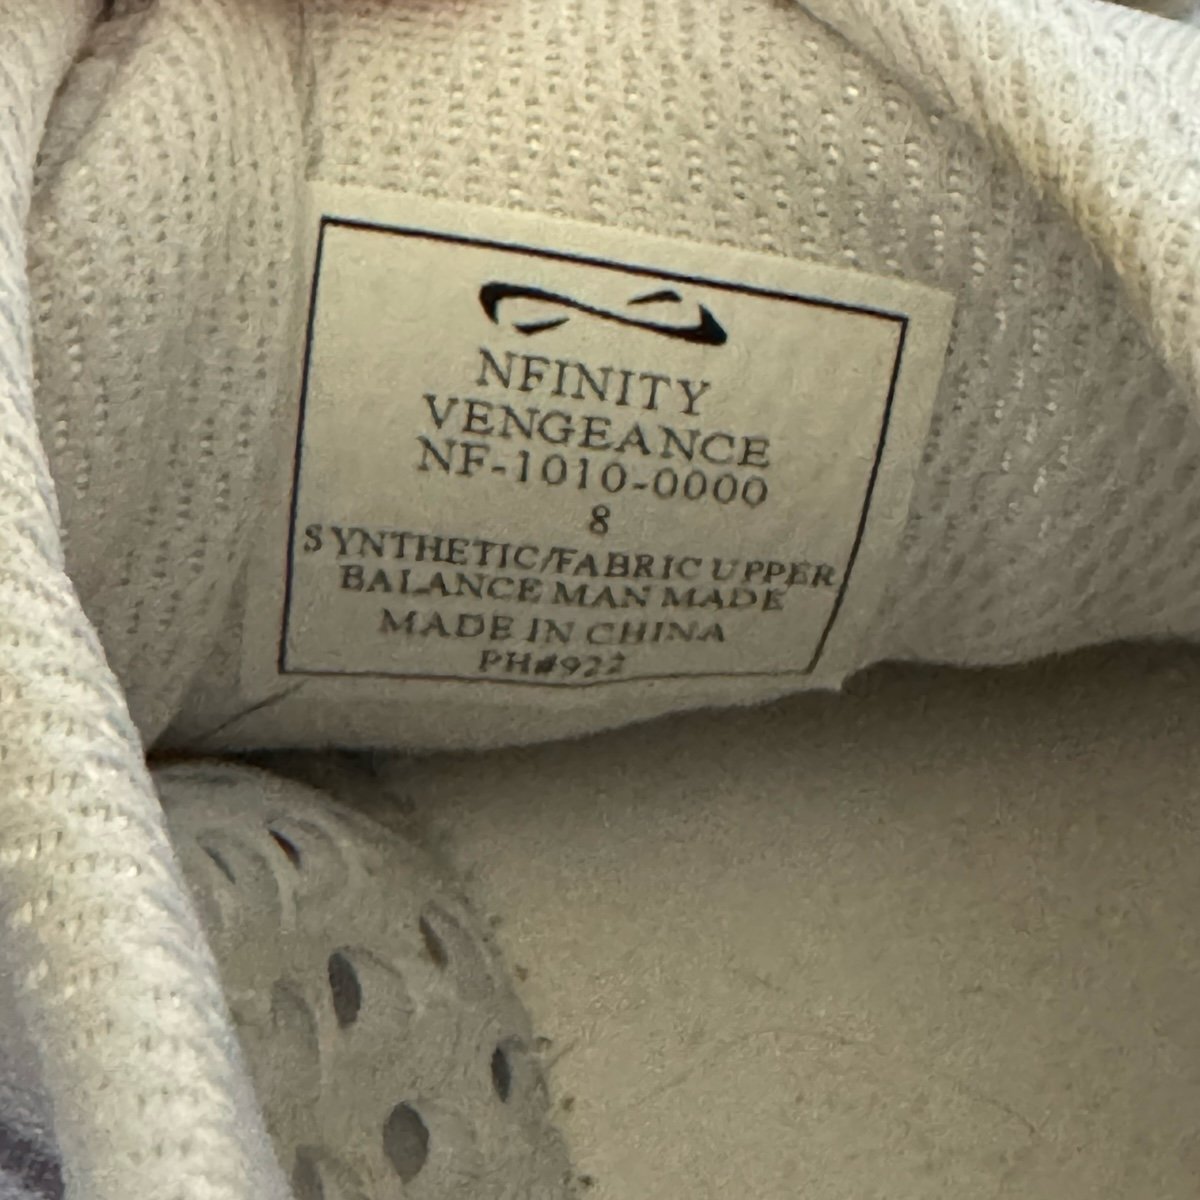 NFINITY
VENGEANCE
NF-1010-0000
8
SYNTHETIC/FABRIC UPPER
BALANCE MAN MADE
MADE IN CHINA
PH#922